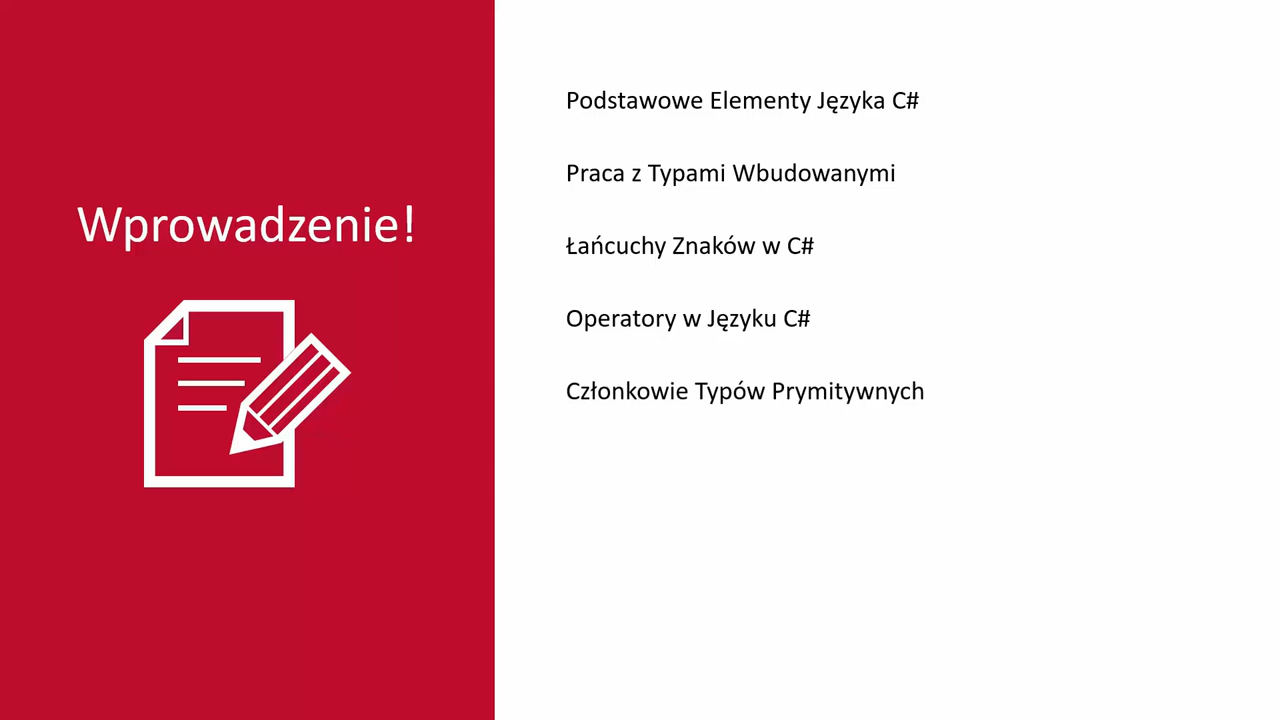 Wprowadzenie!
Podstawowe Elementy Języka C#
Praca z Typami Wbudowanymi
Łańcuchy Znaków w C#
Operatory w Języku C#
Członkowie Typów Prymitywnych